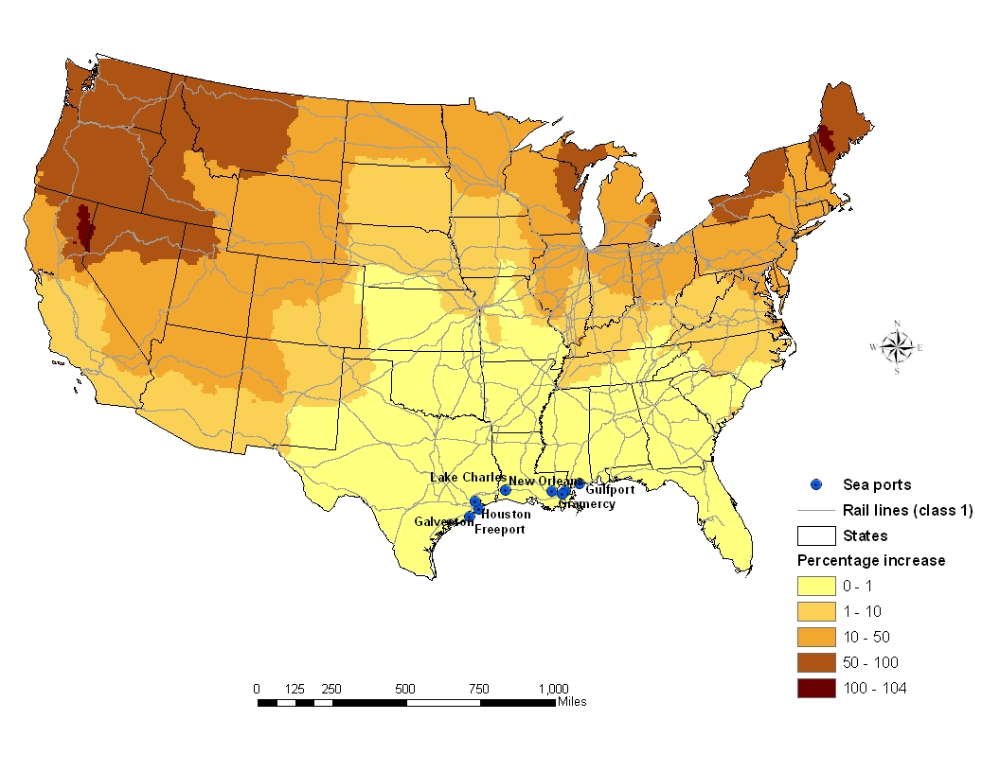 N
W E
S
Lake Charles
New Orleans
Gulfport
Gramercy
Houston
Galveston
Freeport
Sea ports
Rail lines (class 1)
States
Percentage increase
0 - 1
1 - 10
10 - 50
50 - 100
100 - 104
0 125 250 500 750 1,000
Miles